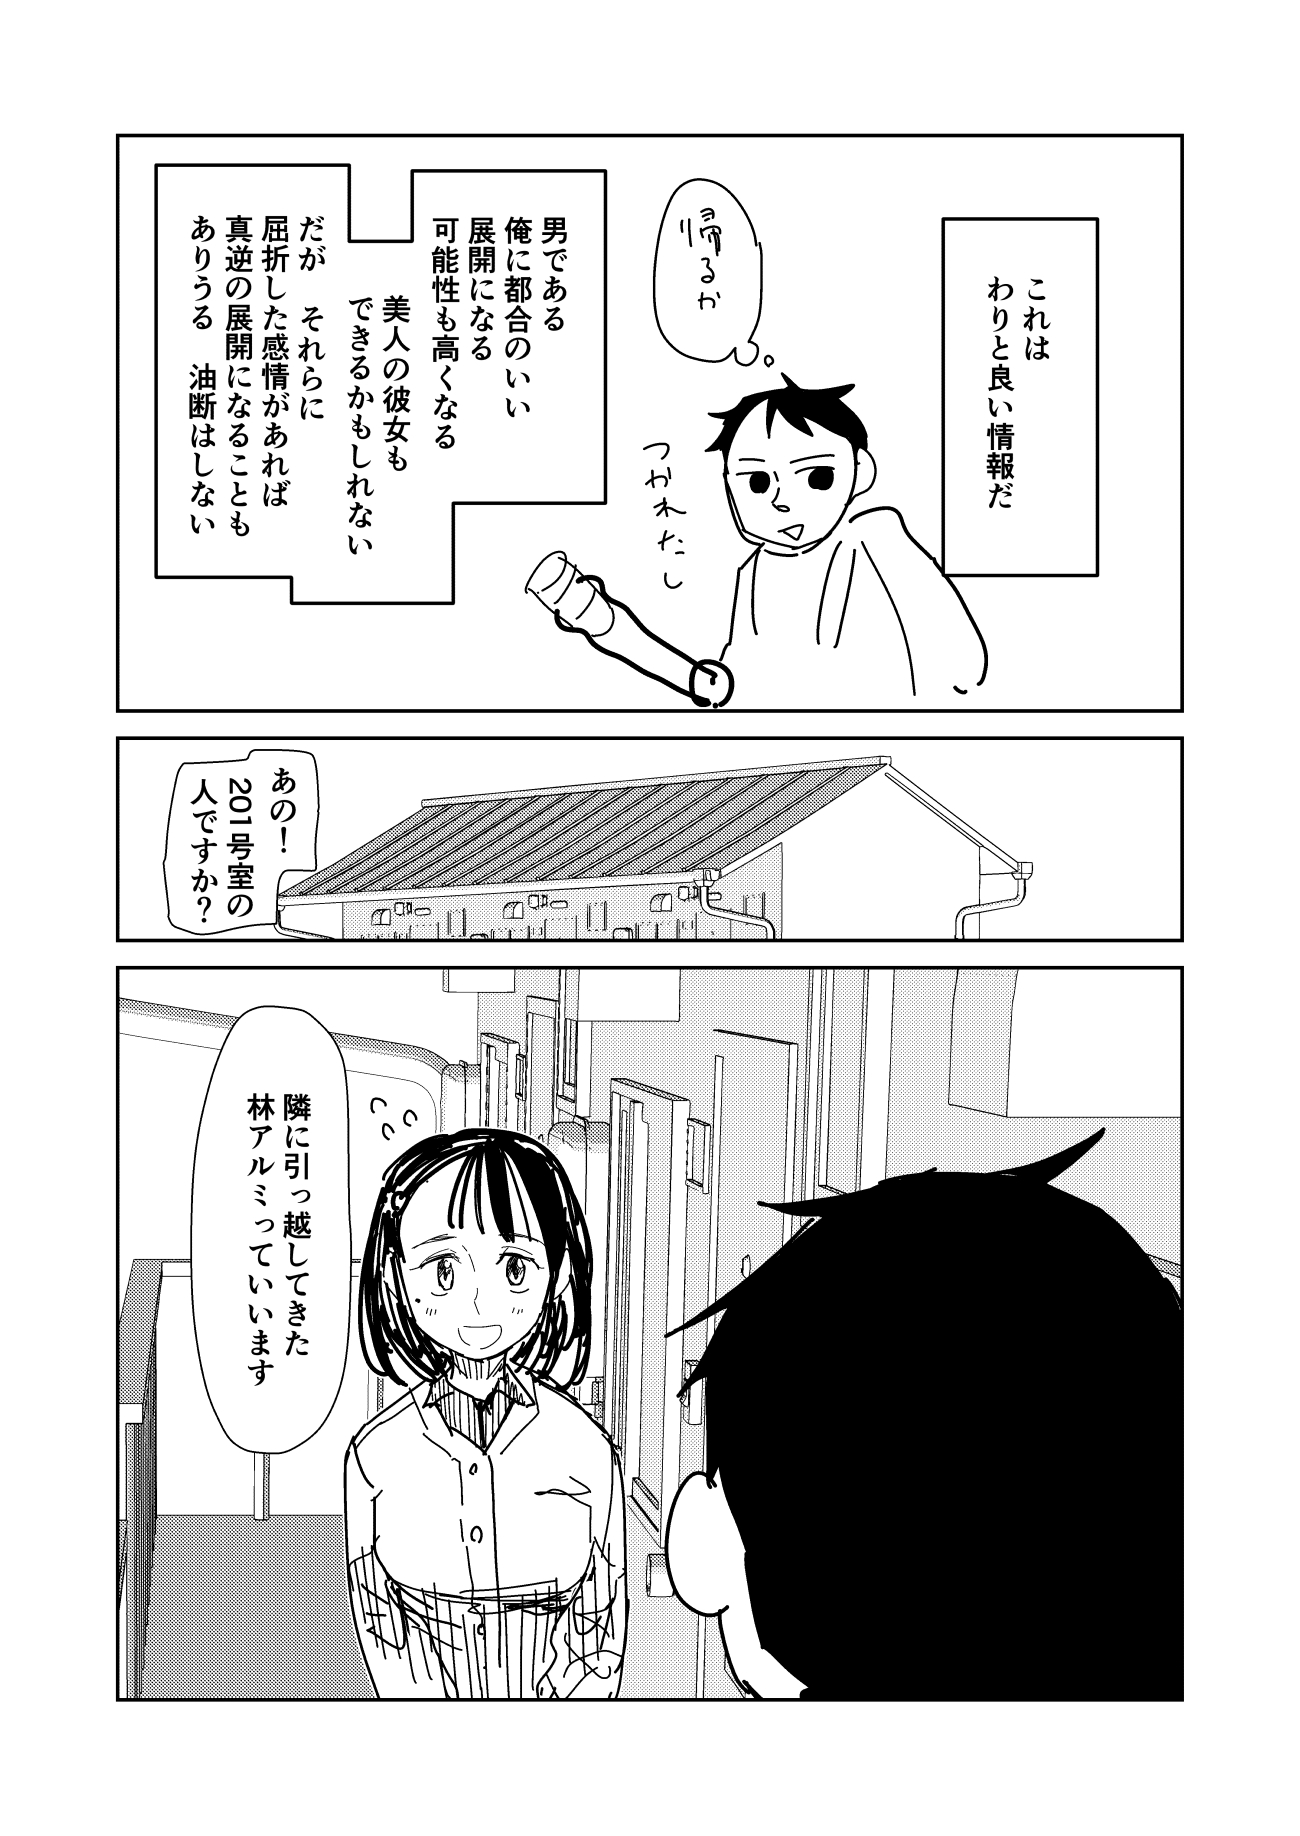 これは
わりと良い情報だ
帰るか
つかれたし
男である
俺に都合のいい
展開になる
可能性も高くなる
美人の彼女も
できるかもしれない
だが　それらに
屈折した感情があれば
真逆の展開になることも
ありうる　油断はしない
あの！
201号室の
人ですか？
隣に引っ越してきた
林アルミっていいます